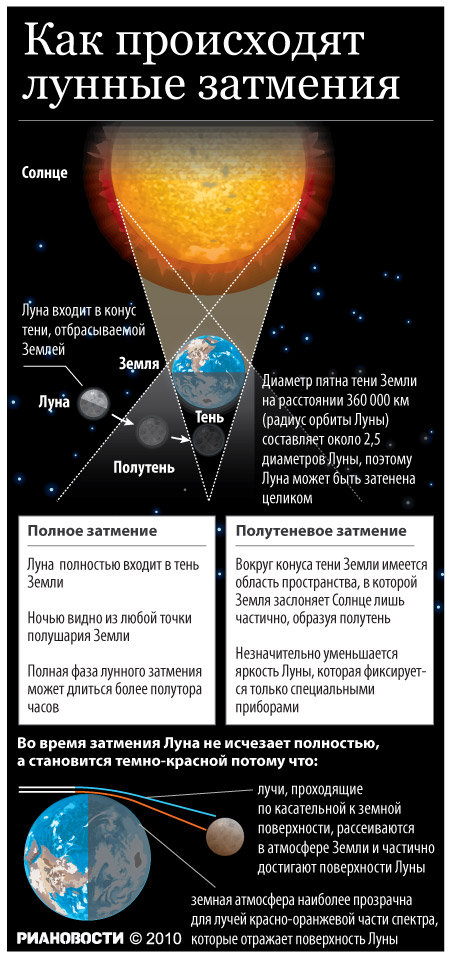 Как происходят
лунные затмения
Солнце
Луна входит в конус
тени, отбрасываемой
Землей
Земля
Луна
Тень
Полутень
Диаметр пятна тени Земли
на расстоянии 360 000 км
(радиус орбиты Луны)
составляет около 2,5
диаметров Луны, поэтому
Луна может быть затенена
целиком
Полное затмение
Луна полностью входит в тень
Земли
Ночью видно из любой точки
полушария Земли
Полная фаза лунного затмения
может длиться более полутора
часов
Полутеневое затмение
Вокруг конуса тени Земли имеется
область пространства, в которой
Земля заслоняет Солнце лишь
частично, образуя полутень
Незначительно уменьшается
яркость Луны, которая фиксирует-
ся только специальными
приборами
Во время затмения Луна не исчезает полностью,
а становится темно-красной потому что:
лучи, проходящие
по касательной к земной
поверхности, рассеиваются
в атмосфере Земли и частично
достигают поверхности Луны
земная атмосфера наиболее прозрачна
для лучей красно-оранжевой части спектра,
которые отражает поверхность Луны
РИАНОВОСТИ © 2010